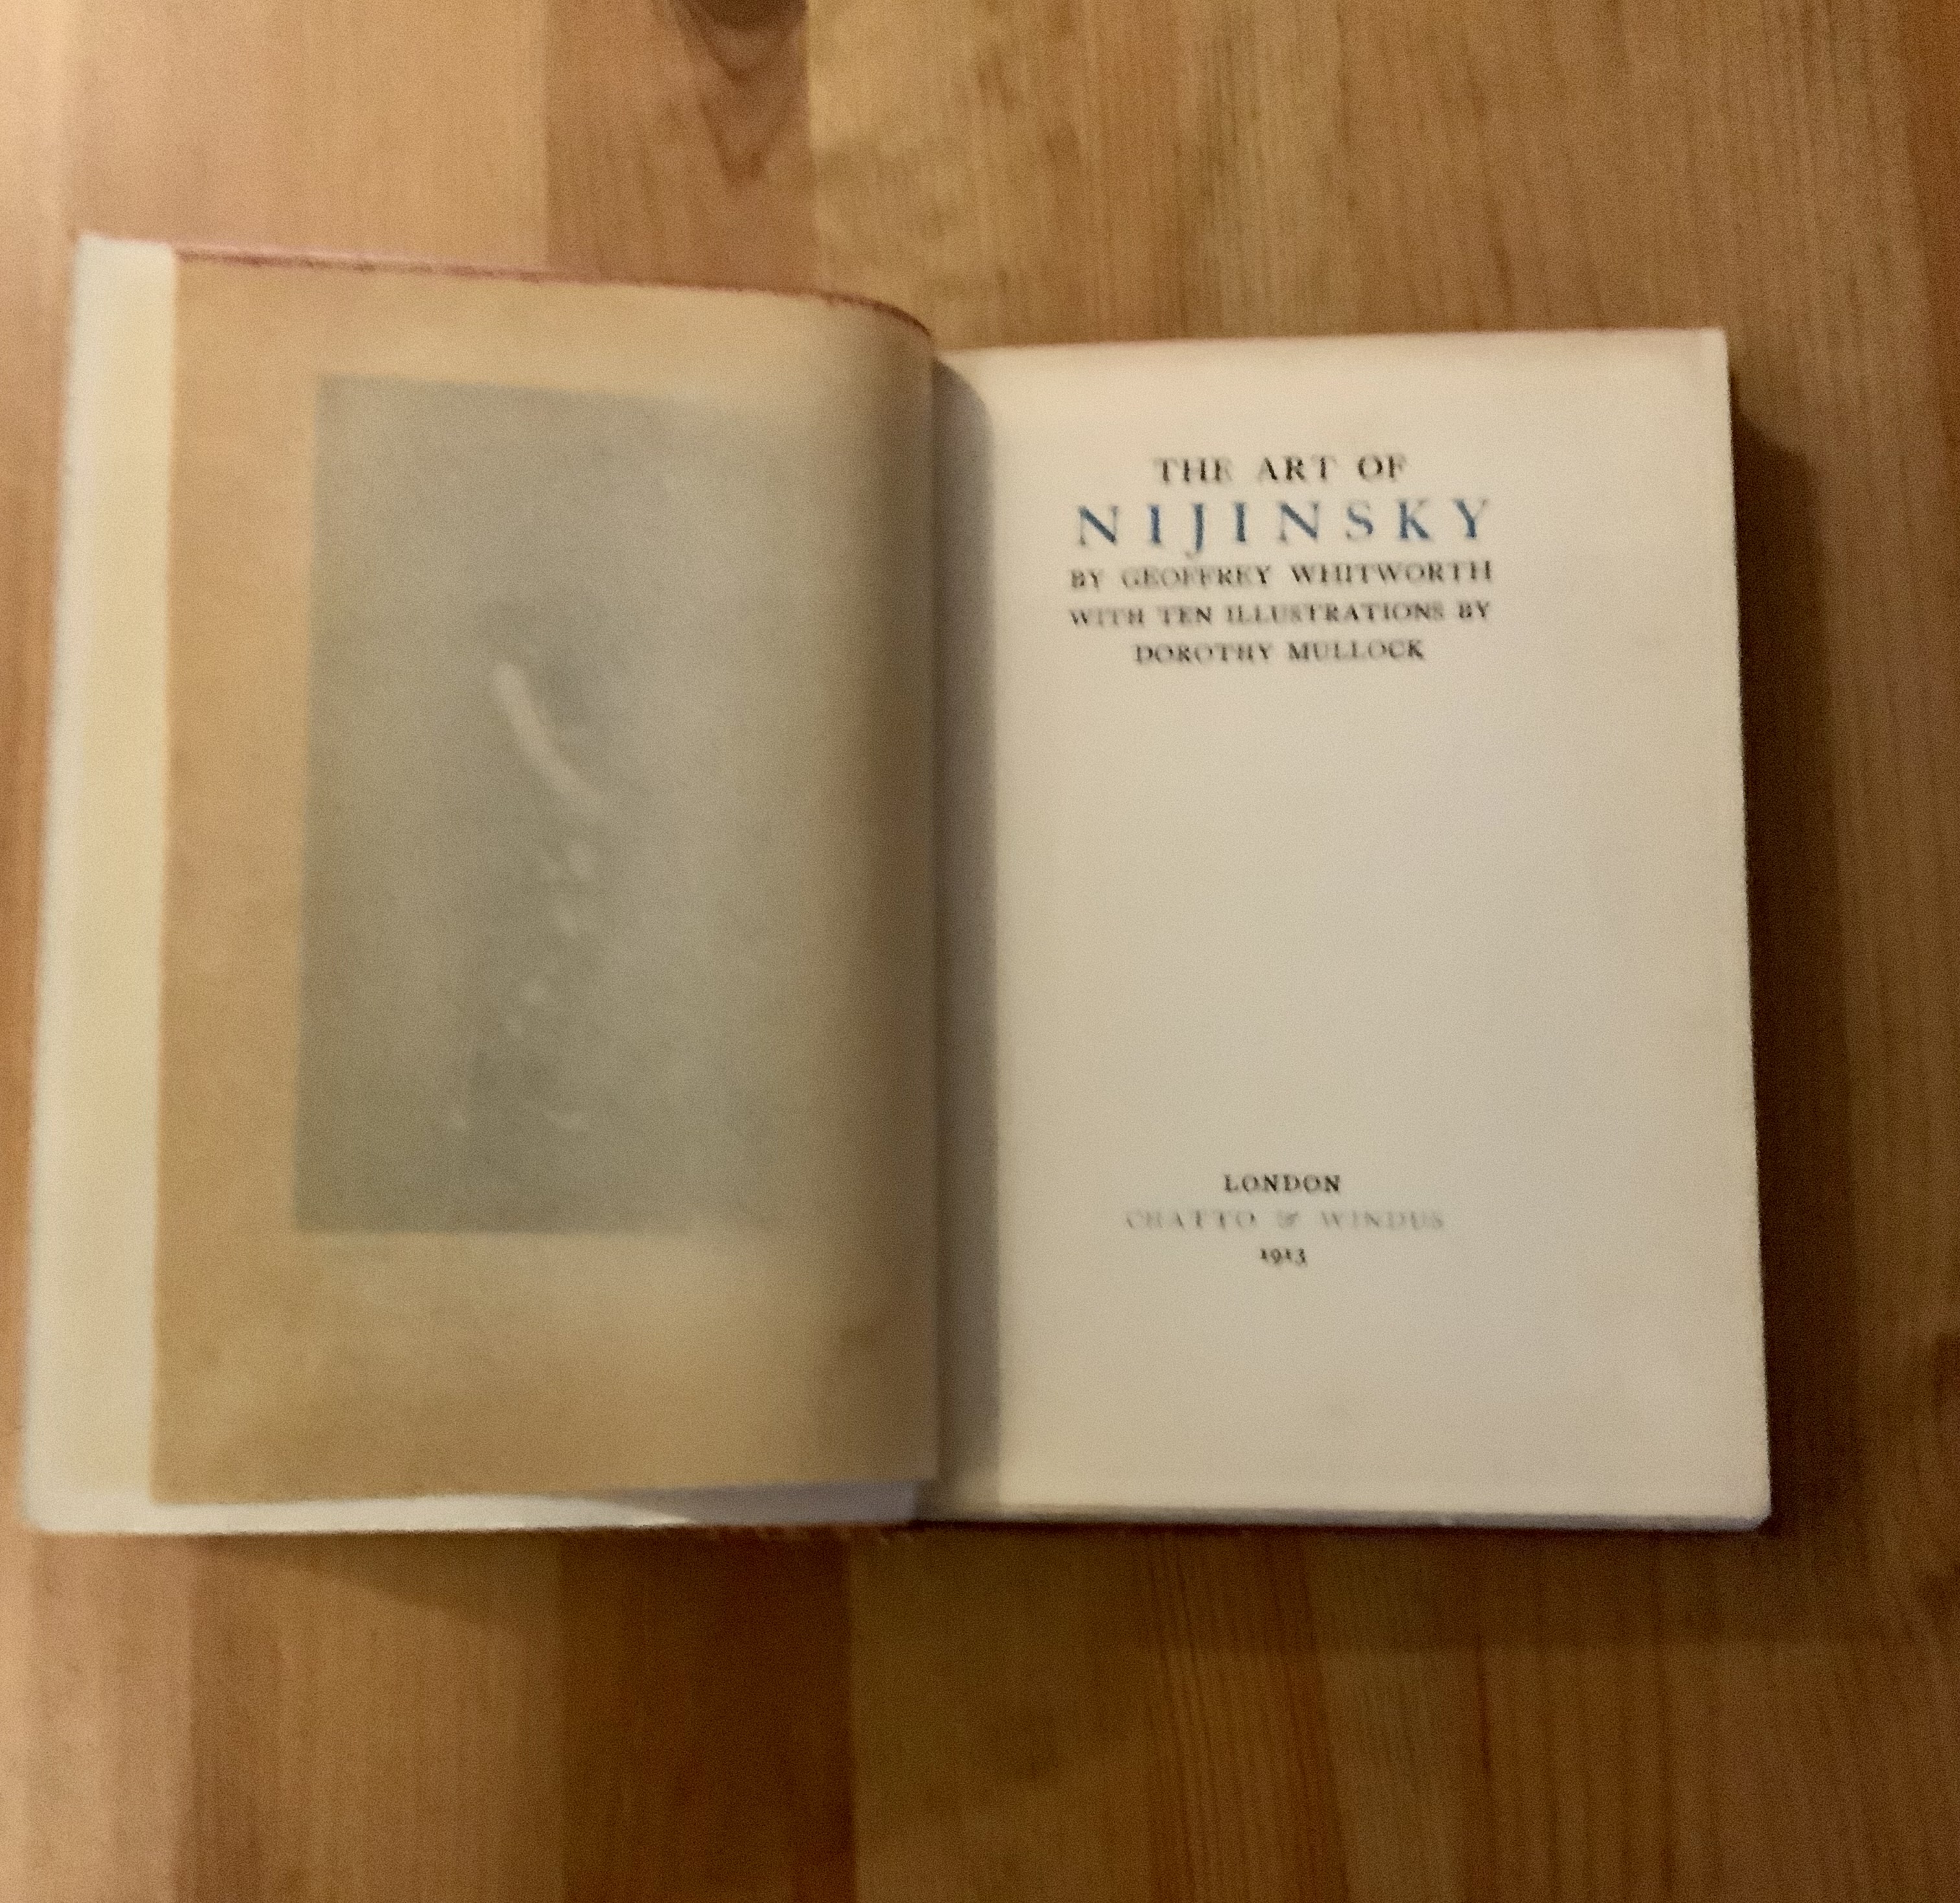 THE ART OF
NIJINSKY
BY GEOFFREY WHITWORTH
WITH TEN ILLUSTRATIONS BY
DOROTHY MULLOCK
LONDON
CHATTO & WINDUS
1913